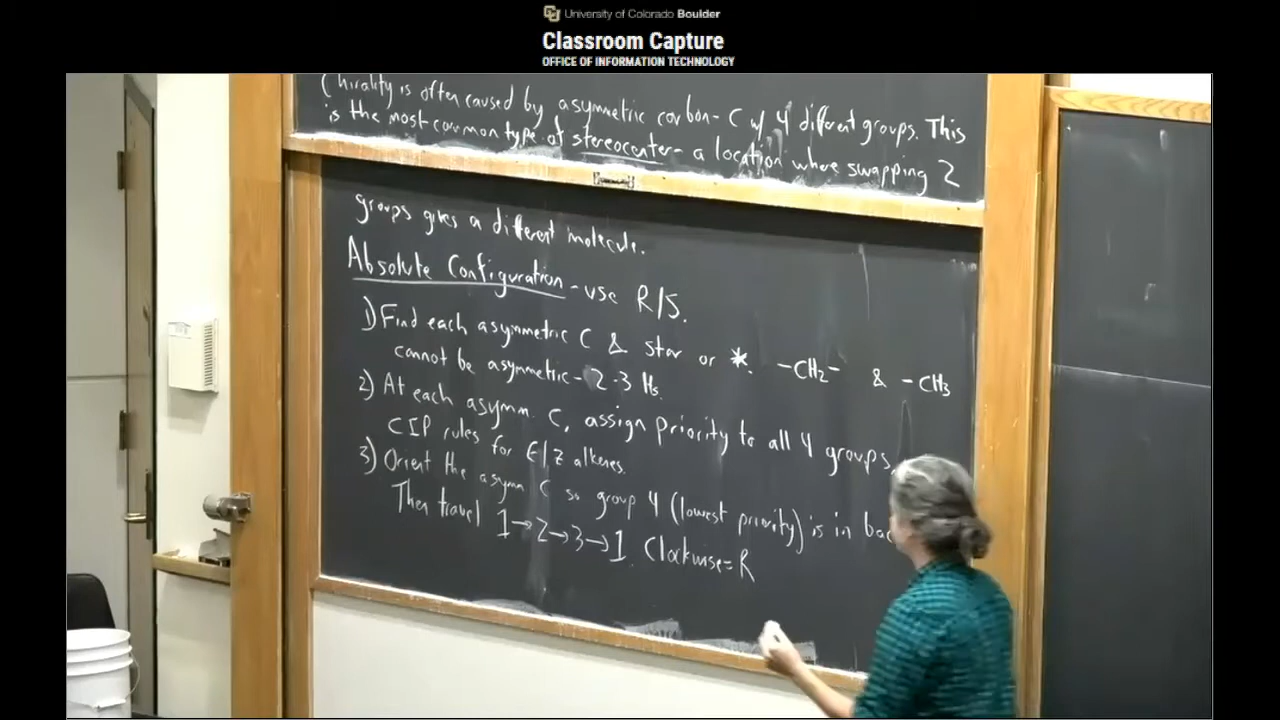 University of Colorado Boulder
Classroom Capture
OFFICE OF INFORMATION TECHNOLOGY
Chirality is often caused by asymmetric carbon - C w/ 4 different groups. This
is the most common type of stereocenter - a location where swapping 2
groups gives a different molecule.
Absolute Configuration - use R/S.
1) Find each asymmetric C & star or *. -CH2- & -CH3
cannot be asymmetric - 2-3 Hs.
2) At each asymm. C, assign priority to all 4 groups.
CIP rules for E/Z alkenes.
3) Orient the asymm C so group 4 (lowest priority) is in bac
Then travel 1→2→3→1. Clockwise = R